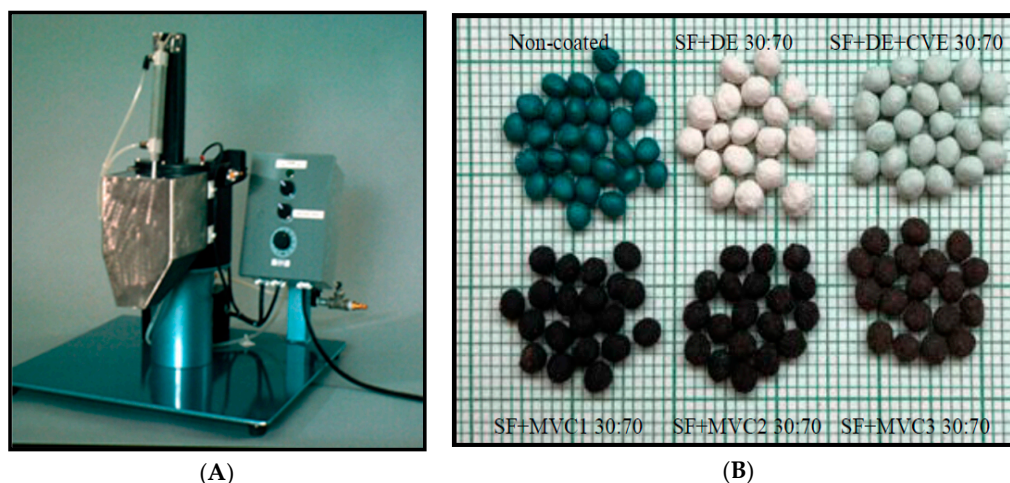 Non-coated SF+DE 30:70 SF+DE+CVE 30:70
SF+MVC1 30:70 SF+MVC2 30:70 SF+MVC3 30:70
(A) (B)